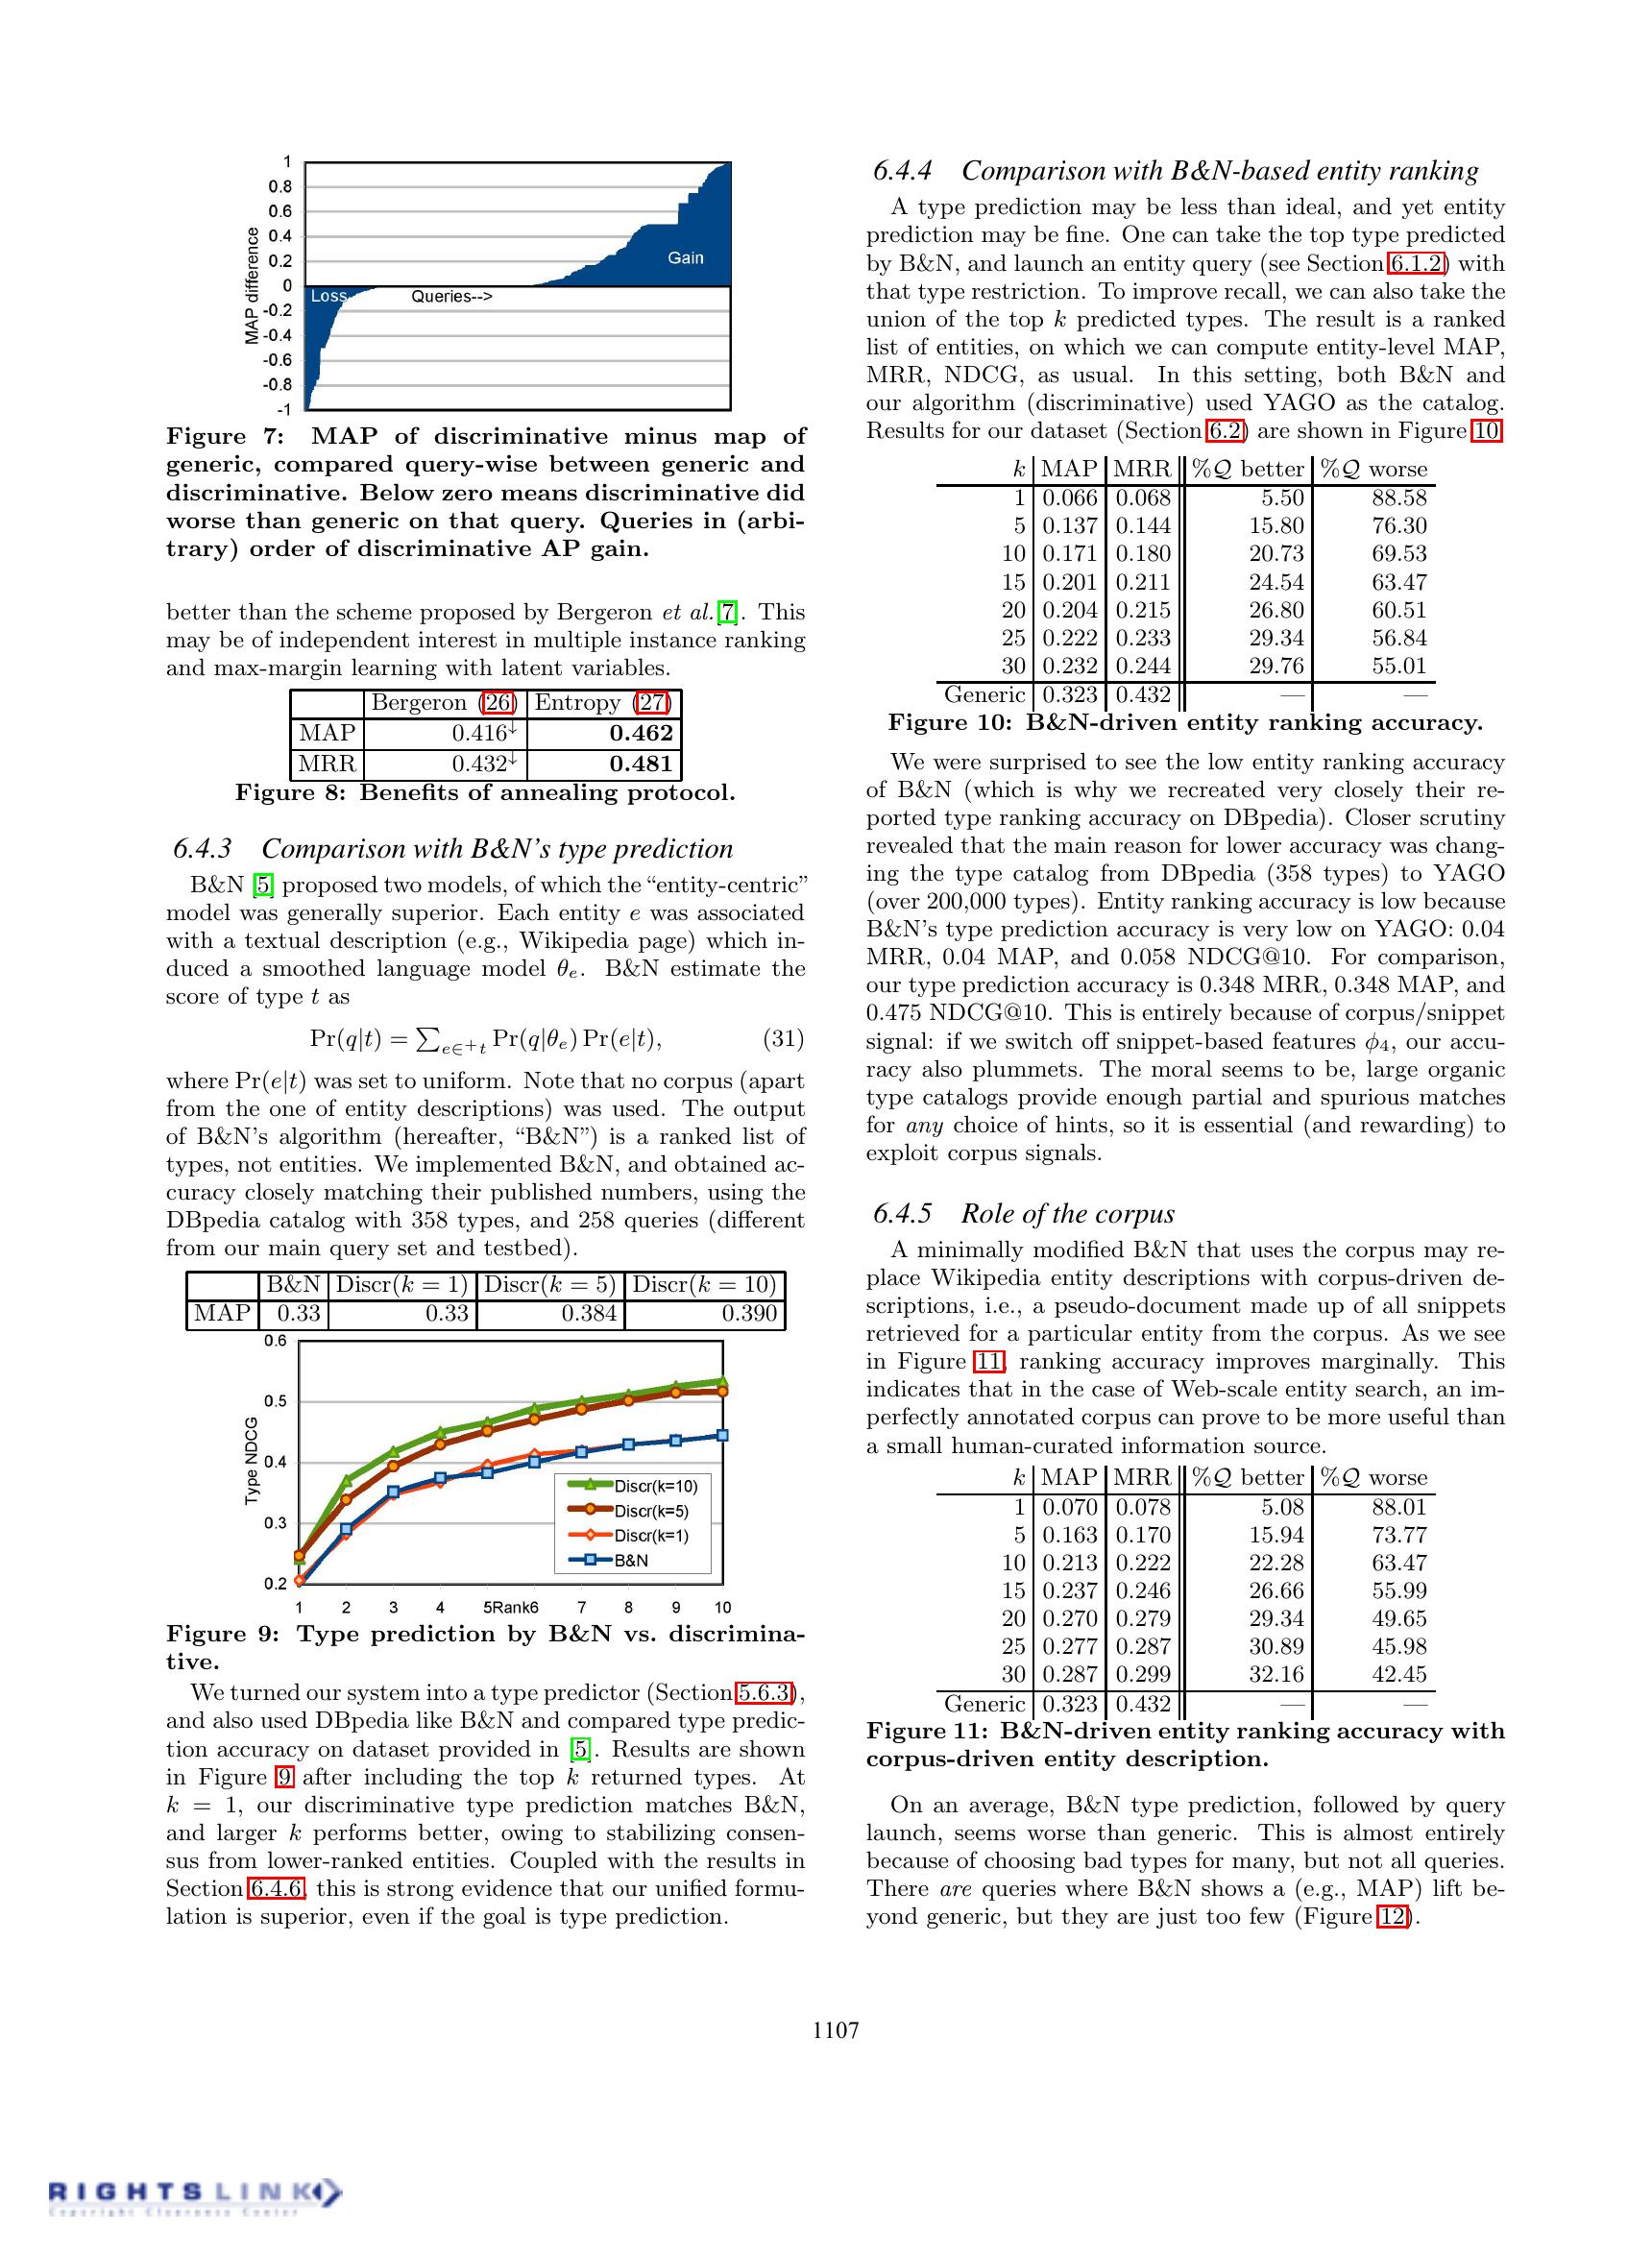 1
0.8
0.6
0.4
0.2
0
-0.2
-0.4
-0.6
-0.8
-1
MAP difference
Loss
Queries-->
Gain
Figure 7: MAP of discriminative minus map of
generic, compared query-wise between generic and
discriminative. Below zero means discriminative did
worse than generic on that query. Queries in (arbi-
trary) order of discriminative AP gain.
better than the scheme proposed by Bergeron et al.[7]. This
may be of independent interest in multiple instance ranking
and max-margin learning with latent variables.
Bergeron (26) Entropy (27)
MAP 0.416↓ 0.462
MRR 0.432↓ 0.481
Figure 8: Benefits of annealing protocol.
6.4.3 Comparison with B&N's type prediction
B&N [5] proposed two models, of which the “entity-centric”
model was generally superior. Each entity e was associated
with a textual description (e.g., Wikipedia page) which in-
duced a smoothed language model θe. B&N estimate the
score of type t as
Pr(q|t) = ∑e∈+t Pr(q|θe) Pr(e|t), (31)
where Pr(e|t) was set to uniform. Note that no corpus (apart
from the one of entity descriptions) was used. The output
of B&N's algorithm (hereafter, “B&N”) is a ranked list of
types, not entities. We implemented B&N, and obtained ac-
curacy closely matching their published numbers, using the
DBpedia catalog with 358 types, and 258 queries (different
from our main query set and testbed).
B&N Discr(k = 1) Discr(k = 5) Discr(k = 10)
MAP 0.33 0.33 0.384 0.390
0.6
0.5
0.4
0.3
0.2
Type NDCG
Discr(k=10)
Discr(k=5)
Discr(k=1)
B&N
1 2 3 4 5Rank6 7 8 9 10
Figure 9: Type prediction by B&N vs. discrimina-
tive.
We turned our system into a type predictor (Section 5.6.3),
and also used DBpedia like B&N and compared type predic-
tion accuracy on dataset provided in [5]. Results are shown
in Figure 9 after including the top k returned types. At
k = 1, our discriminative type prediction matches B&N,
and larger k performs better, owing to stabilizing consen-
sus from lower-ranked entities. Coupled with the results in
Section 6.4.6, this is strong evidence that our unified formu-
lation is superior, even if the goal is type prediction.
6.4.4 Comparison with B&N-based entity ranking
A type prediction may be less than ideal, and yet entity
prediction may be fine. One can take the top type predicted
by B&N, and launch an entity query (see Section 6.1.2) with
that type restriction. To improve recall, we can also take the
union of the top k predicted types. The result is a ranked
list of entities, on which we can compute entity-level MAP,
MRR, NDCG, as usual. In this setting, both B&N and
our algorithm (discriminative) used YAGO as the catalog.
Results for our dataset (Section 6.2) are shown in Figure 10
k MAP MRR %Q better %Q worse
1 0.066 0.068 5.50 88.58
5 0.137 0.144 15.80 76.30
10 0.171 0.180 20.73 69.53
15 0.201 0.211 24.54 63.47
20 0.204 0.215 26.80 60.51
25 0.222 0.233 29.34 56.84
30 0.232 0.244 29.76 55.01
Generic 0.323 0.432 — —
Figure 10: B&N-driven entity ranking accuracy.
We were surprised to see the low entity ranking accuracy
of B&N (which is why we recreated very closely their re-
ported type ranking accuracy on DBpedia). Closer scrutiny
revealed that the main reason for lower accuracy was chang-
ing the type catalog from DBpedia (358 types) to YAGO
(over 200,000 types). Entity ranking accuracy is low because
B&N's type prediction accuracy is very low on YAGO: 0.04
MRR, 0.04 MAP, and 0.058 NDCG@10. For comparison,
our type prediction accuracy is 0.348 MRR, 0.348 MAP, and
0.475 NDCG@10. This is entirely because of corpus/snippet
signal: if we switch off snippet-based features ϕ4, our accu-
racy also plummets. The moral seems to be, large organic
type catalogs provide enough partial and spurious matches
for any choice of hints, so it is essential (and rewarding) to
exploit corpus signals.
6.4.5 Role of the corpus
A minimally modified B&N that uses the corpus may re-
place Wikipedia entity descriptions with corpus-driven de-
scriptions, i.e., a pseudo-document made up of all snippets
retrieved for a particular entity from the corpus. As we see
in Figure 11, ranking accuracy improves marginally. This
indicates that in the case of Web-scale entity search, an im-
perfectly annotated corpus can prove to be more useful than
a small human-curated information source.
k MAP MRR %Q better %Q worse
1 0.070 0.078 5.08 88.01
5 0.163 0.170 15.94 73.77
10 0.213 0.222 22.28 63.47
15 0.237 0.246 26.66 55.99
20 0.270 0.279 29.34 49.65
25 0.277 0.287 30.89 45.98
30 0.287 0.299 32.16 42.45
Generic 0.323 0.432 — —
Figure 11: B&N-driven entity ranking accuracy with
corpus-driven entity description.
On an average, B&N type prediction, followed by query
launch, seems worse than generic. This is almost entirely
because of choosing bad types for many, but not all queries.
There are queries where B&N shows a (e.g., MAP) lift be-
yond generic, but they are just too few (Figure 12).
1107
RIGHTSLINK
Copyright Clearance Center